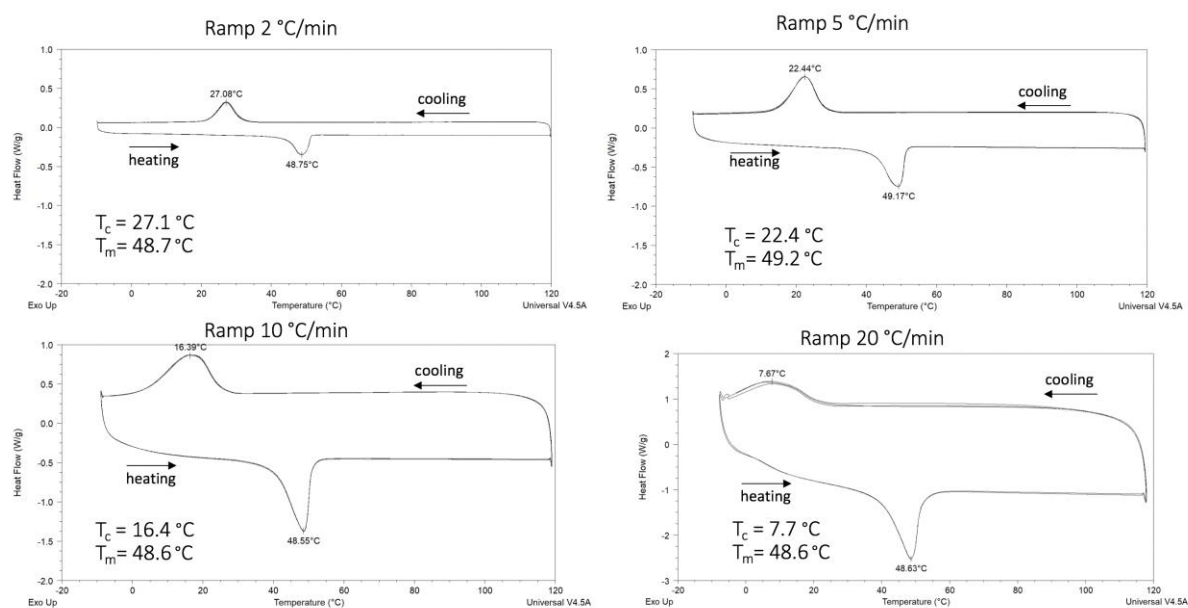 Ramp 2 °C/min
1.0
0.5
0.0
-0.5
-1.0
-1.5
-2.0
Heat Flow (W/g)
27.08°C
cooling
heating
48.75°C
Tc = 27.1 °C
Tm= 48.7 °C
-20 0 20 40 60 80 100 120
Exo Up Temperature (°C) Universal V4.5A
Ramp 5 °C/min
1.0
0.5
0.0
-0.5
-1.0
-1.5
-2.0
Heat Flow (W/g)
22.44°C
cooling
heating
49.17°C
Tc = 22.4 °C
Tm= 49.2 °C
-20 0 20 40 60 80 100 120
Exo Up Temperature (°C) Universal V4.5A
Ramp 10 °C/min
1.0
0.5
0.0
-0.5
-1.0
-1.5
-2.0
Heat Flow (W/g)
16.39°C
cooling
heating
48.55°C
Tc = 16.4 °C
Tm= 48.6 °C
-20 0 20 40 60 80 100 120
Exo Up Temperature (°C) Universal V4.5A
Ramp 20 °C/min
2
1
0
-1
-2
-3
Heat Flow (W/g)
7.67°C
cooling
heating
48.63°C
Tc = 7.7 °C
Tm= 48.6 °C
-20 0 20 40 60 80 100 120
Exo Up Temperature (°C) Universal V4.5A